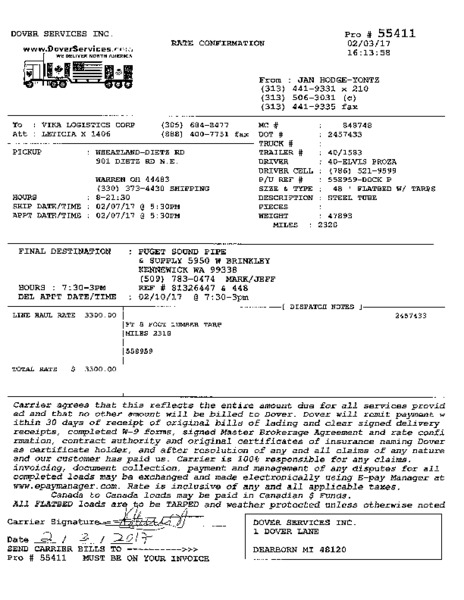 DOVER SERVICES INC.
RATE CONFIRMATION
Pro # 55411
02/03/17
16:13:58
www.DoverServices.com
WE DELIVER NORTH AMERICA
From : JAN HODGE-YONTZ
(313) 441-9331 x 210
(313) 506-3031 (c)
(313) 441-9335 fax
To : VIKA LOGISTICS CORP (305) 684-8477
Att : LETICIA X 1406 (888) 400-7751 fax
MC # : 848748
DOT # : 2457433
TRUCK # :
TRAILER # : 40/1583
DRIVER : 40-ELVIS PROZA
DRIVER CELL : (786) 521-9599
P/U REF # : 558959-DOCK P
SIZE & TYPE : 48 ' FLATBED W/ TARPS
DESCRIPTION : STEEL TUBE
PIECES :
WEIGHT : 47893
MILES : 2320
PICKUP : WHEATLAND-DIETZ RD
901 DIETZ RD N.E.
WARREN OH 44483
(330) 373-4430 SHIPPING
HOURS : 8-21:30
SHIP DATE/TIME : 02/07/17 @ 5:30PM
APPT DATE/TIME : 02/07/17 @ 5:30PM
FINAL DESTINATION : PUGET SOUND PIPE
& SUPPLY 5950 W BRINKLEY
KENNEWICK WA 99338
(509) 783-0474 MARK/JEFF
HOURS : 7:30-3PM REF # 81326447 & 448
DEL APPT DATE/TIME : 02/10/17 @ 7:30-3pm
[ DISPATCH NOTES ]
LINE HAUL RATE 3300.00
2457433
FT 8 FOOT LUMBER TARP
MILES 2318
558959
TOTAL RATE $ 3300.00
Carrier agrees that this reflects the entire amount due for all services provid
ed and that no other amount will be billed to Dover. Dover will remit payment w
ithin 30 days of receipt of original bills of lading and clear signed delivery
receipts, completed W-9 forms, signed Master Brokerage Agreement and rate confi
rmation, contract authority and original certificates of insurance naming Dover
as certificate holder, and after resolution of any and all claims of any nature
and our customer has paid us. Carrier is 100% responsible for any claims.
invoicing, document collection, payment and management of any disputes for all
completed loads may be exchanged and made electronically using E-pay Manager at
www.epaymanager.com. Rate is inclusive of any and all applicable taxes.
Canada to Canada loads may be paid in Canadian $ Funds.
ALL FLATBED loads are to be TARPED and weather protected unless otherwise noted
Carrier Signature
Date 2 / 3 / 2017
SEND CARRIER BILLS TO ---------->>>
Pro # 55411 MUST BE ON YOUR INVOICE
DOVER SERVICES INC.
1 DOVER LANE
DEARBORN MI 48120